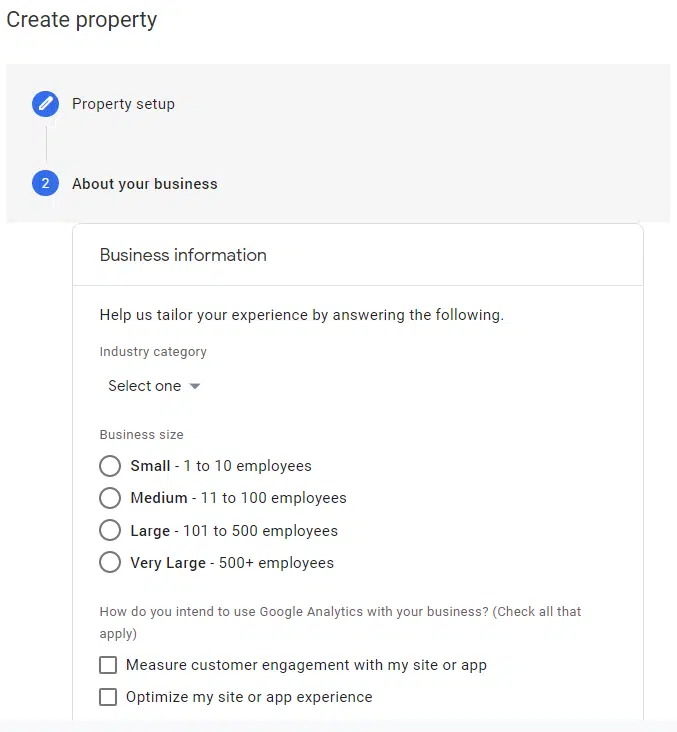 Create property
Property setup
2
About your business
Business information
Help us tailor your experience by answering the following.
Industry category
Select one
Business size
Small - 1 to 10 employees
Medium - 11 to 100 employees
Large - 101 to 500 employees
Very Large - 500+ employees
How do you intend to use Google Analytics with your business? (Check all that
apply)
Measure customer engagement with my site or app
Optimize my site or app experience